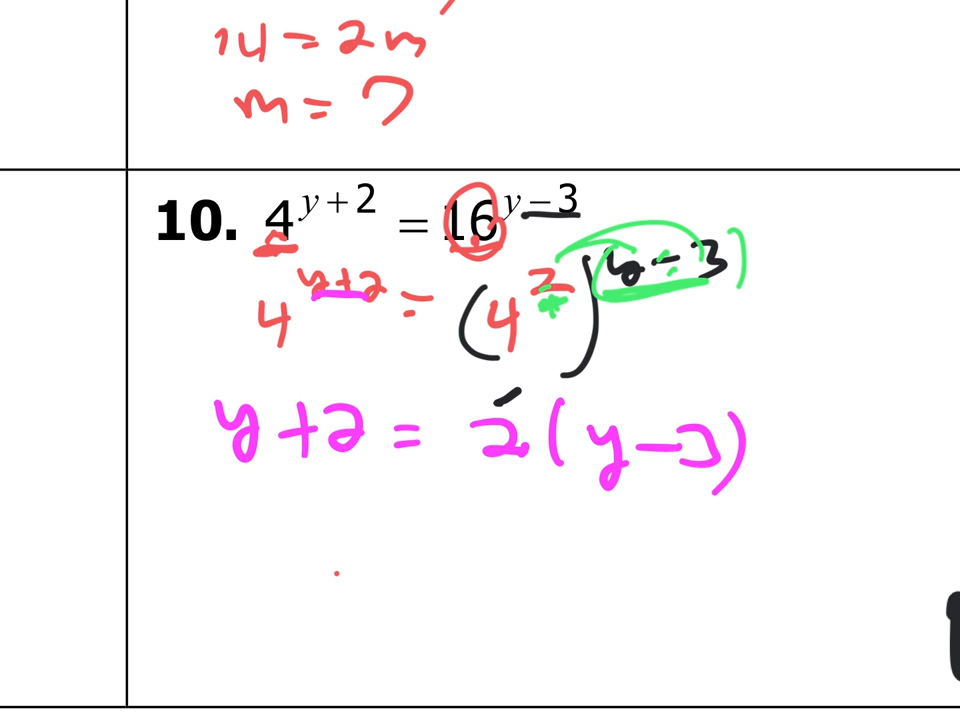 14 = 2m
m = 7
10. 4^{y+2} = 16^{y-3}
4^{y+2} = (4^2)^{(y-3)}
y+2 = 2(y-3)